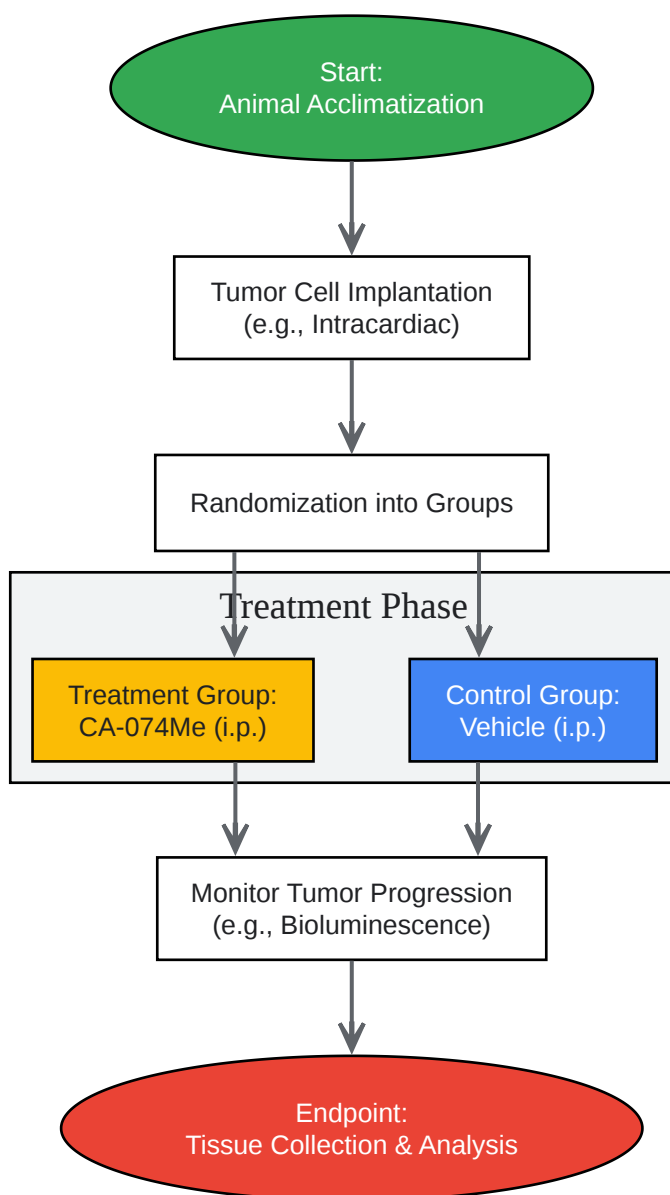 Start:
Animal Acclimatization
Tumor Cell Implantation
(e.g., Intracardiac)
Randomization into Groups
Treatment Phase
Treatment Group:
CA-074Me (i.p.)
Control Group:
Vehicle (i.p.)
Monitor Tumor Progression
(e.g., Bioluminescence)
Endpoint:
Tissue Collection & Analysis